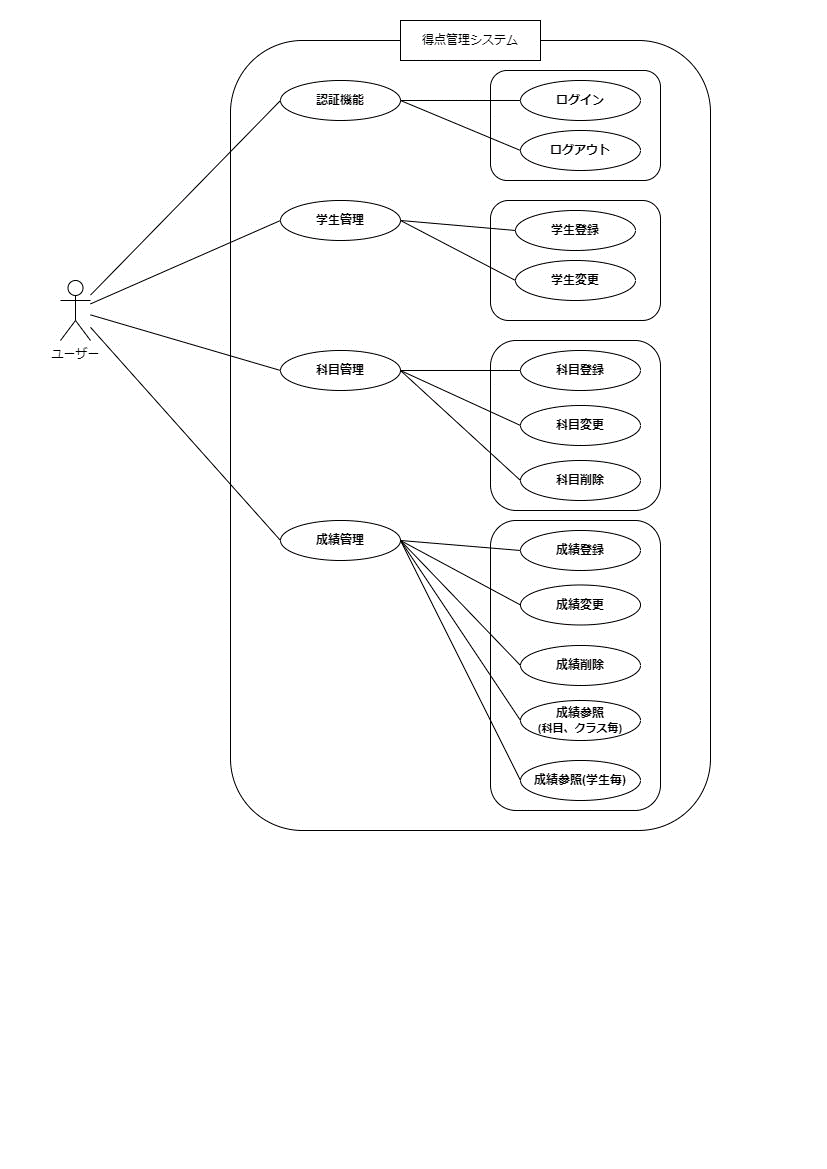 得点管理システム
認証機能
ログイン
ログアウト
学生管理
学生登録
学生変更
ユーザー
科目管理
科目登録
科目変更
科目削除
成績管理
成績登録
成績変更
成績削除
成績参照
(科目、クラス毎)
成績参照(学生毎)